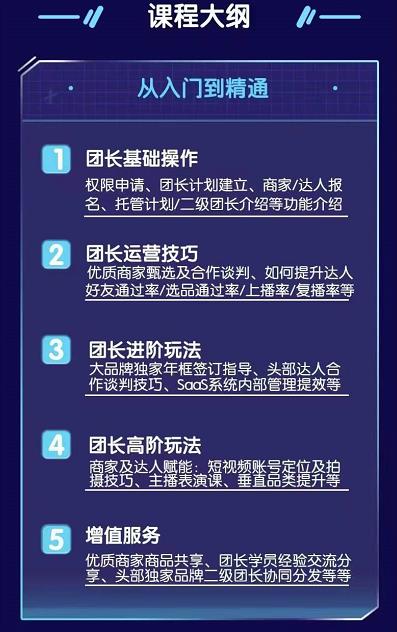 课程大纲
从入门到精通
1 团长基础操作
权限申请、团长计划建立、商家/达人报
名、托管计划/二级团长介绍等功能介绍
2 团长运营技巧
优质商家甄选及合作谈判、如何提升达人
好友通过率/选品通过率/上播率/复播率等
3 团长进阶玩法
大品牌独家年框签订指导、头部达人合
作谈判技巧、SaaS系统内部管理提效等
4 团长高阶玩法
商家及达人赋能：短视频账号定位及拍
摄技巧、主播表演课、垂直品类提升等
5 增值服务
优质商家商品共享、团长学员经验交流分
享、头部独家品牌二级团长协同分发等等